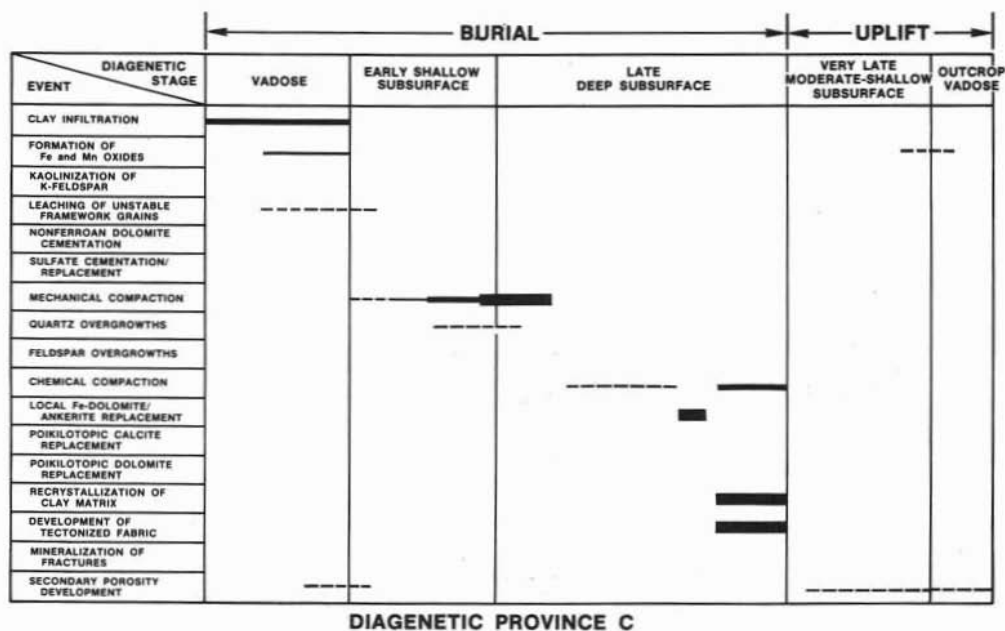 BURIAL
UPLIFT
DIAGENETIC
STAGE
EVENT
VADOSE
EARLY SHALLOW
SUBSURFACE
LATE
DEEP SUBSURFACE
VERY LATE
MODERATE-SHALLOW
SUBSURFACE
OUTCROP
VADOSE
CLAY INFILTRATION
FORMATION OF
Fe and Mn OXIDES
KAOLINIZATION OF
K-FELDSPAR
LEACHING OF UNSTABLE
FRAMEWORK GRAINS
NONFERROAN DOLOMITE
CEMENTATION
SULFATE CEMENTATION/
REPLACEMENT
MECHANICAL COMPACTION
QUARTZ OVERGROWTHS
FELDSPAR OVERGROWTHS
CHEMICAL COMPACTION
LOCAL Fe-DOLOMITE/
ANKERITE REPLACEMENT
POIKILOTOPIC CALCITE
REPLACEMENT
POIKILOTOPIC DOLOMITE
REPLACEMENT
RECRYSTALLIZATION OF
CLAY MATRIX
DEVELOPMENT OF
TECTONIZED FABRIC
MINERALIZATION OF
FRACTURES
SECONDARY POROSITY
DEVELOPMENT
DIAGENETIC PROVINCE C